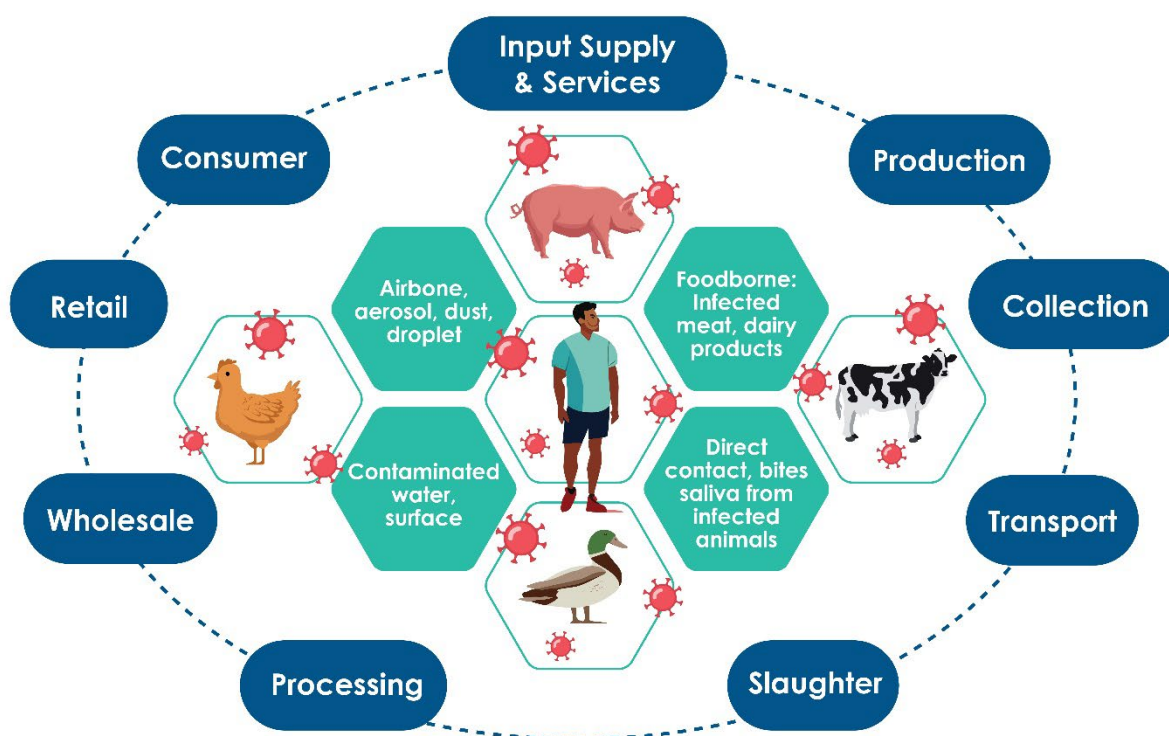 Input Supply
& Services
Consumer
Production
Retail
Collection
Airbone,
aerosol, dust,
droplet
Foodborne:
Infected
meat, dairy
products
Contaminated
water,
surface
Direct
contact, bites
saliva from
infected
animals
Wholesale
Transport
Processing
Slaughter